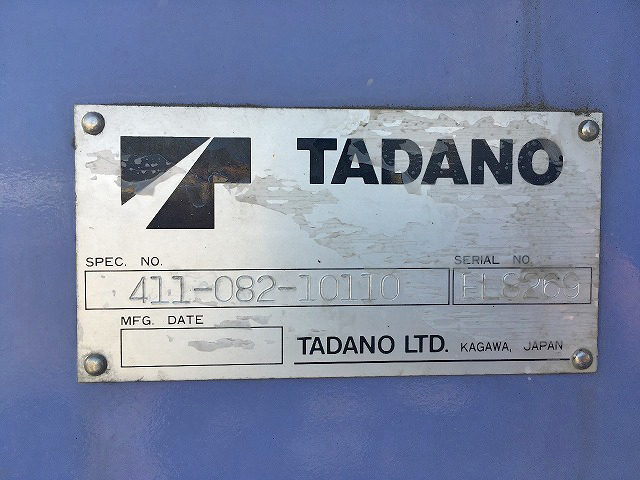 TADANO
SPEC. NO.
SERIAL NO.
411-082-10110
EL8269
MFG. DATE
TADANO LTD. KAGAWA, JAPAN